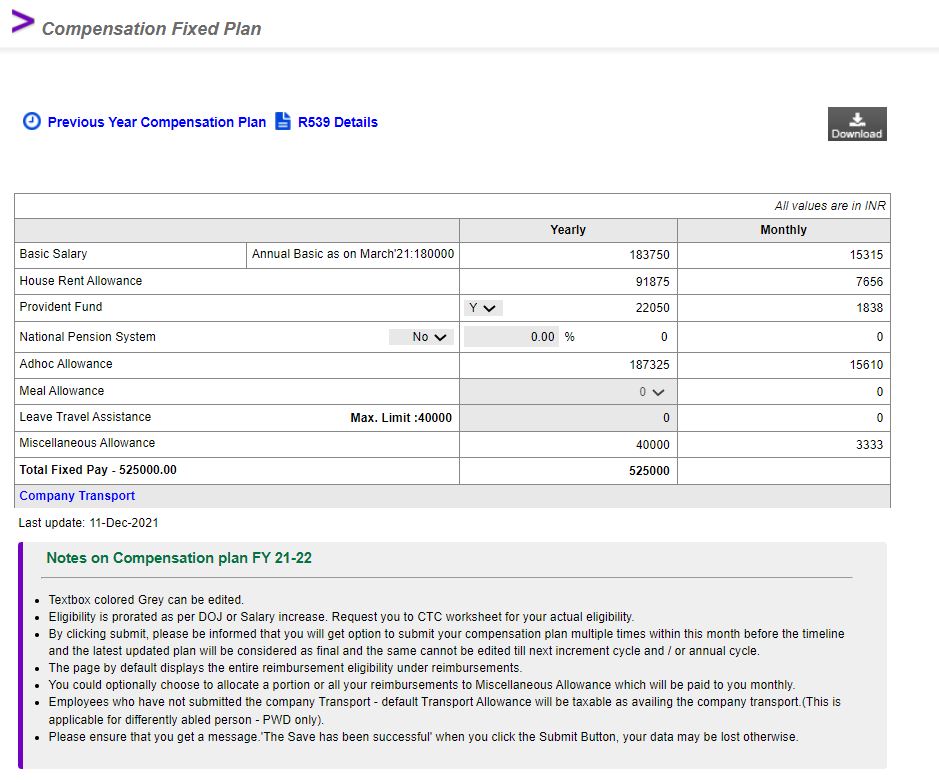 Compensation Fixed Plan
Previous Year Compensation Plan R539 Details
Download
All values are in INR
Yearly Monthly
Basic Salary Annual Basic as on March'21:180000 183750 15315
House Rent Allowance 91875 7656
Provident Fund Y 22050 1838
National Pension System No 0.00 % 0 0
Adhoc Allowance 187325 15610
Meal Allowance 0 0
Leave Travel Assistance Max. Limit :40000 0 0
Miscellaneous Allowance 40000 3333
Total Fixed Pay - 525000.00 525000
Company Transport
Last update: 11-Dec-2021
Notes on Compensation plan FY 21-22
• Textbox colored Grey can be edited.
• Eligibility is prorated as per DOJ or Salary increase. Request you to CTC worksheet for your actual eligibility.
• By clicking submit, please be informed that you will get option to submit your compensation plan multiple times within this month before the timeline
and the latest updated plan will be considered as final and the same cannot be edited till next increment cycle and / or annual cycle.
• The page by default displays the entire reimbursement eligibility under reimbursements.
• You could optionally choose to allocate a portion or all your reimbursements to Miscellaneous Allowance which will be paid to you monthly.
• Employees who have not submitted the company Transport - default Transport Allowance will be taxable as availing the company transport.(This is
applicable for differently abled person - PWD only).
• Please ensure that you get a message.'The Save has been successful' when you click the Submit Button, your data may be lost otherwise.